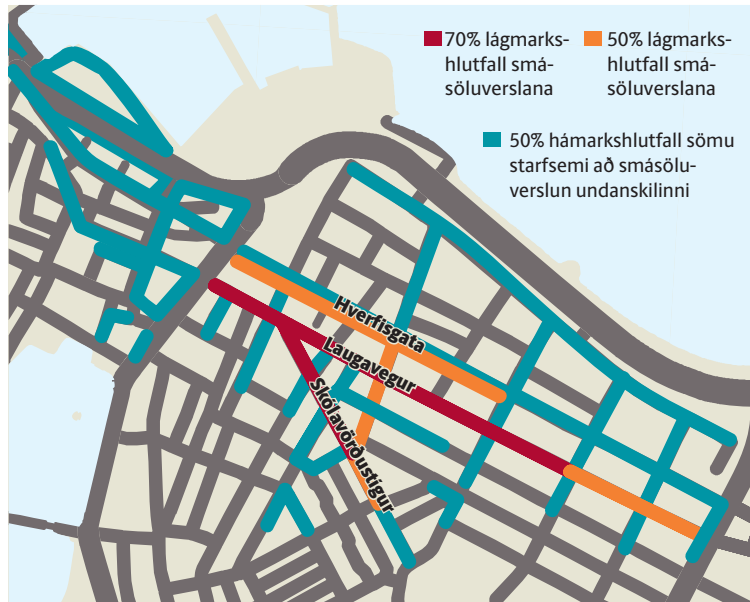 70% lágmarks-
hlutfall smá-
söluverslana
50% lágmarks-
hlutfall smá-
söluverslana
50% hámarkshlutfall sömu
starfsemi að smásölu-
verslun undanskilinni
Hverfisgata
Laugavegur
Skólavörðustígur